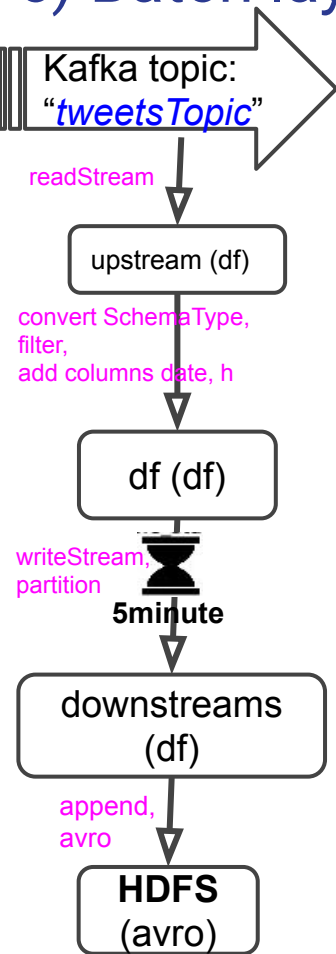 Kafka topic:
“tweetsTopic”
readStream
upstream (df)
convert SchemaType,
filter,
add columns date, h
df (df)
writeStream,
partition
5minute
downstreams
(df)
append,
avro
HDFS
(avro)